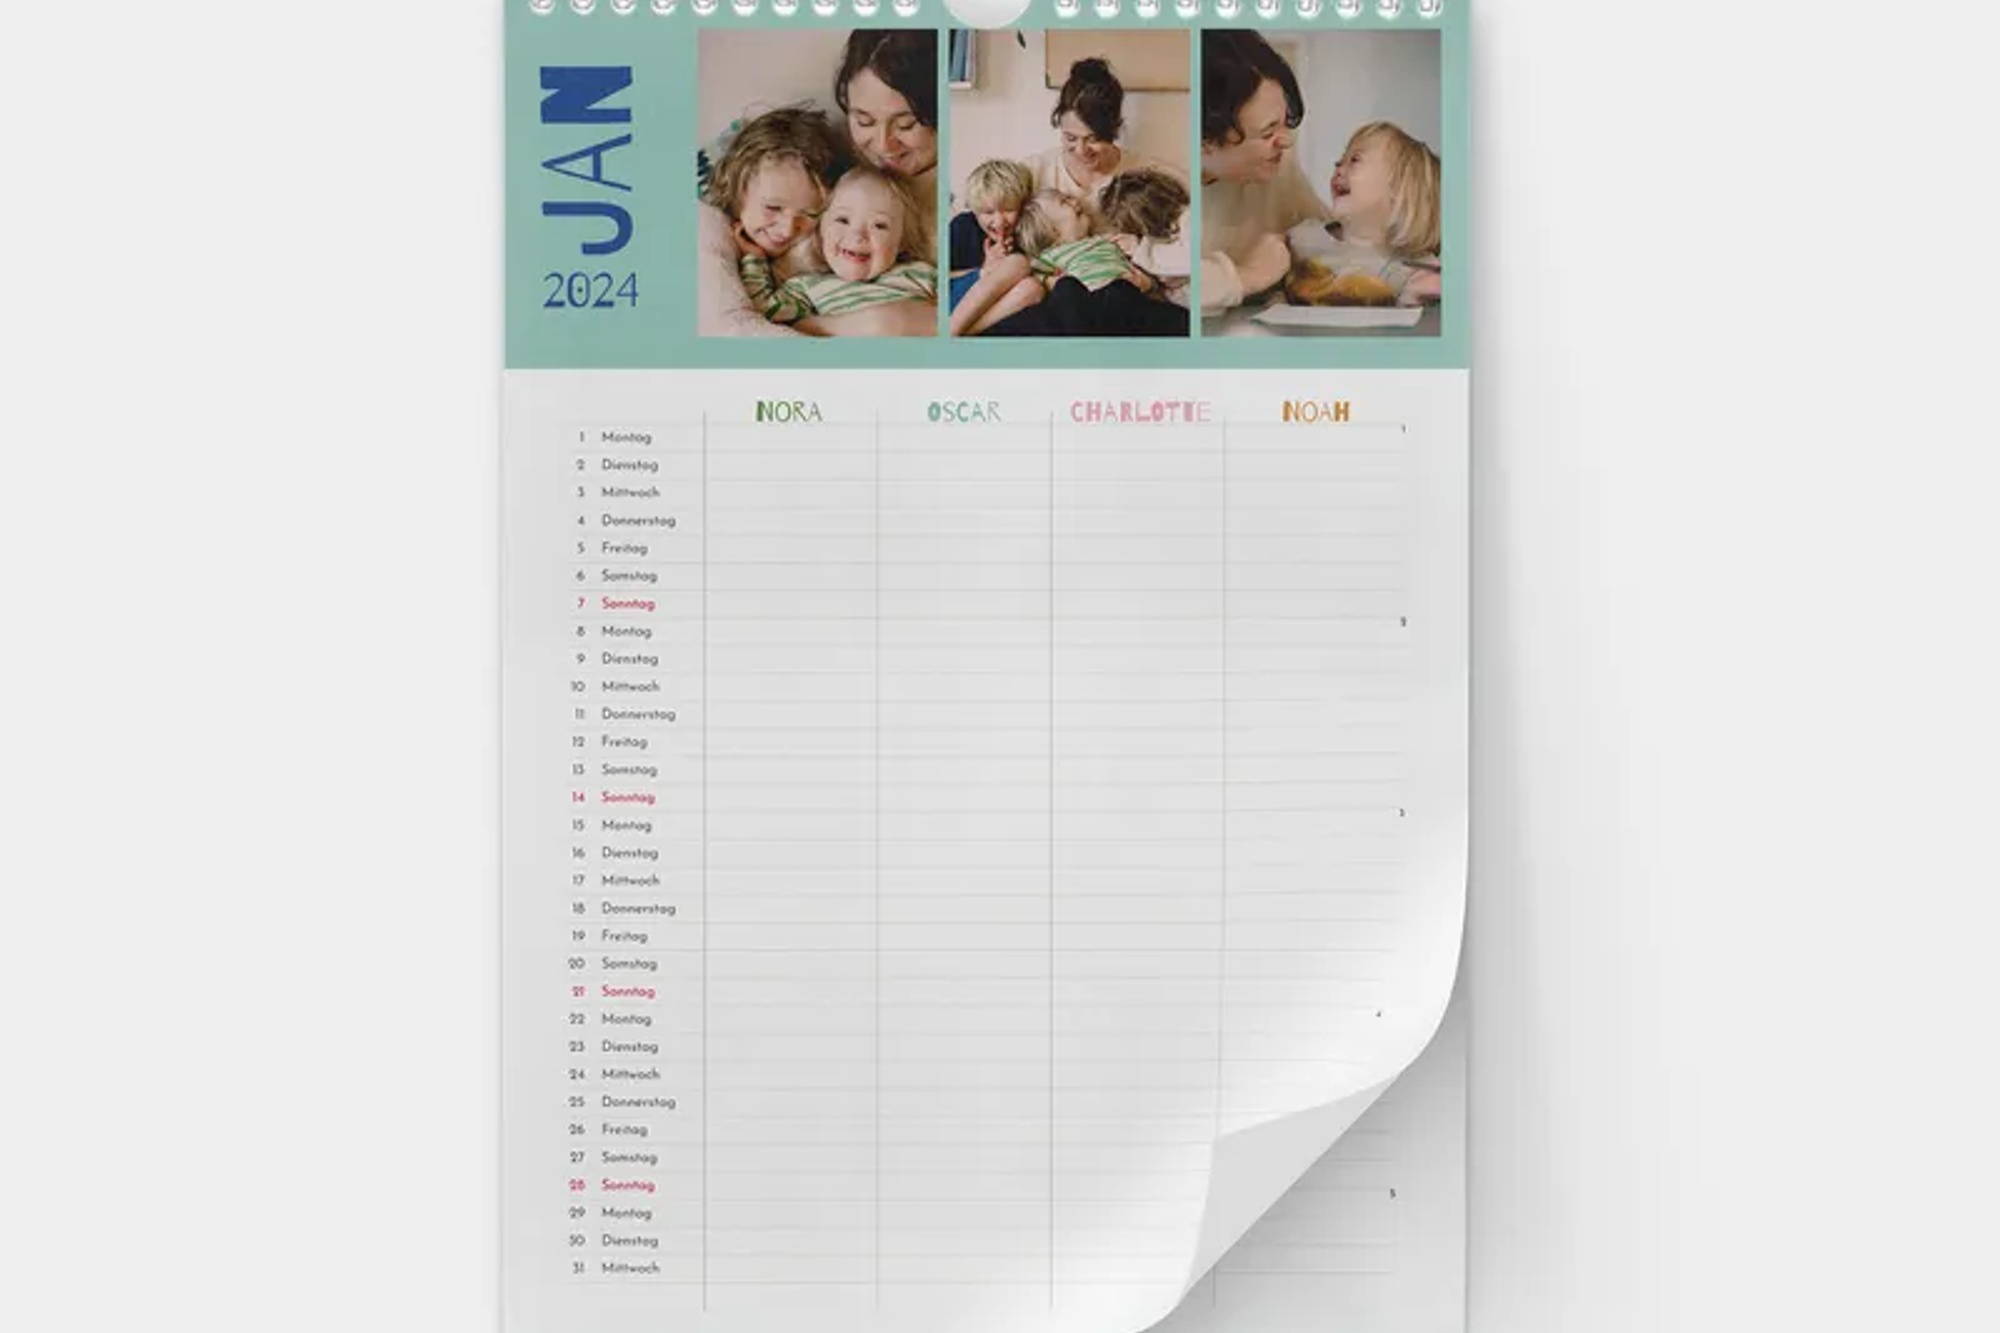 JAN
2024
NORA OSCAR CHARLOTTE NOAH
1 Montag 1
2 Dienstag
3 Mittwoch
4 Donnerstag
5 Freitag
6 Samstag
7 Sonntag
8 Montag 2
9 Dienstag
10 Mittwoch
11 Donnerstag
12 Freitag
13 Samstag
14 Sonntag
15 Montag 3
16 Dienstag
17 Mittwoch
18 Donnerstag
19 Freitag
20 Samstag
21 Sonntag
22 Montag 4
23 Dienstag
24 Mittwoch
25 Donnerstag
26 Freitag
27 Samstag
28 Sonntag
29 Montag 5
30 Dienstag
31 Mittwoch